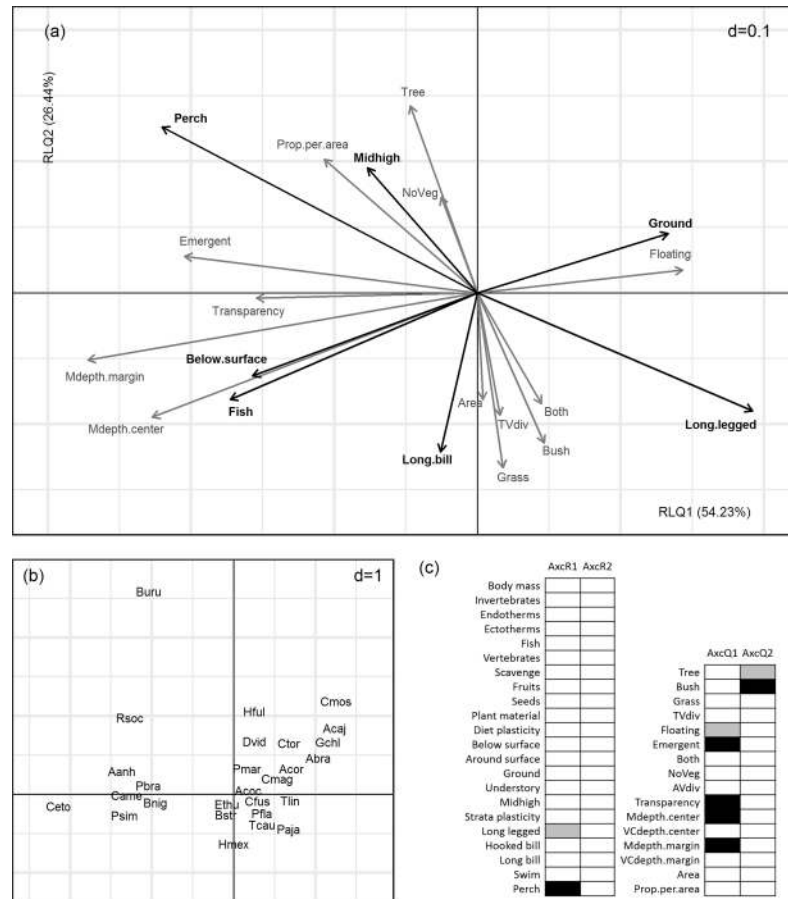 (a)
d=0.1
RLQ2 (26.44%)
Tree
Perch
Prop.per.area
Midhigh
NoVeg
Ground
Emergent
Floating
Transparency
Below.surface
Mdepth.margin
Fish
Area
Both
Mdepth.center
TVdiv
Long.legged
Bush
Long.bill
Grass
RLQ1 (54.23%)
(b)
d=1
Buru
Cmos
Rsoc
Hful
Acaj
Dvid
Ctor
Gchl
Abra
Aanh
Pmar
Acor
Pbra
Cmag
Came
Acoc
Ceto
Bnig
Ethu
Cfus
Tlin
Psim
Bstr
Pfla
Tcau
Paja
Hmex
(c)
AxcR1 AxcR2
Body mass
Invertebrates
Endotherms
Ectotherms
Fish
Vertebrates
Scavenge
Fruits
Seeds
Plant material
Diet plasticity
Below surface
Around surface
Ground
Understory
Midhigh
Strata plasticity
Long legged
Hooked bill
Long bill
Swim
Perch
AxcQ1 AxcQ2
Tree
Bush
Grass
TVdiv
Floating
Emergent
Both
NoVeg
AVdiv
Transparency
Mdepth.center
VCdepth.center
Mdepth.margin
VCdepth.margin
Area
Prop.per.area